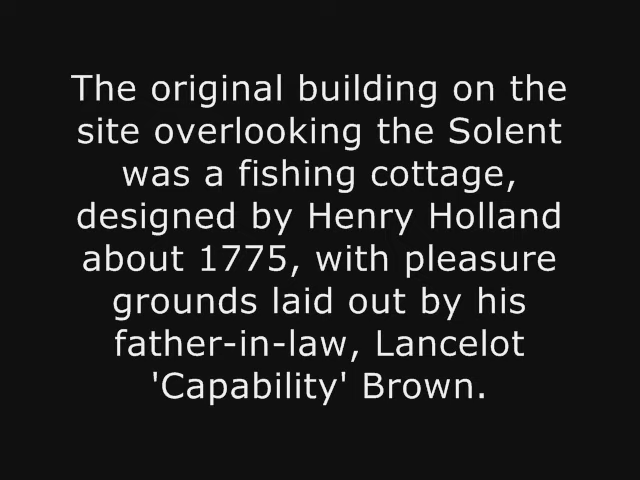 The original building on the
site overlooking the Solent
was a fishing cottage,
designed by Henry Holland
about 1775, with pleasure
grounds laid out by his
father-in-law, Lancelot
'Capability' Brown.